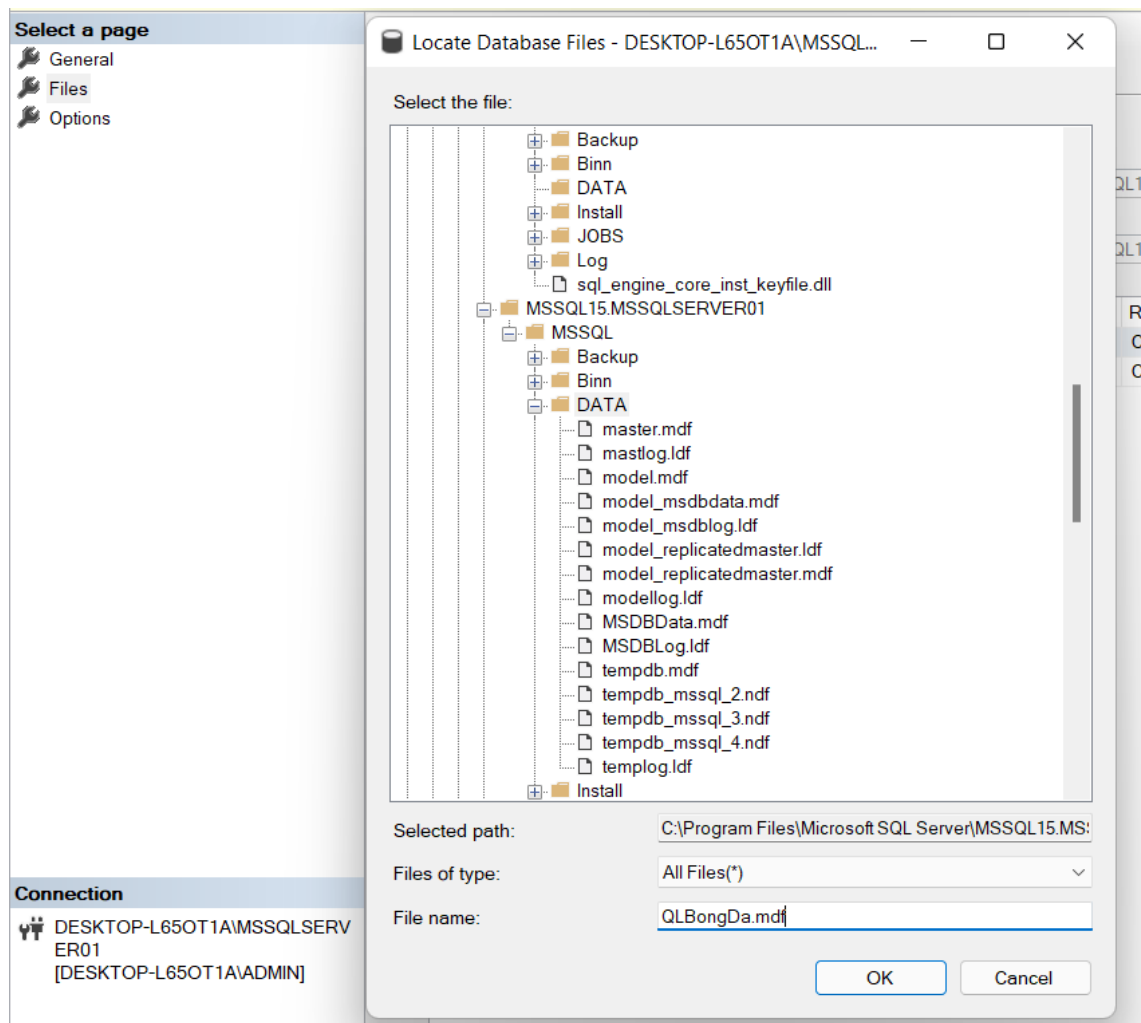 Select a page
General
Files
Options
Locate Database Files - DESKTOP-L65OT1A\MSSQL...
Select the file:
Backup
Binn
DATA
Install
JOBS
Log
sql_engine_core_inst_keyfile.dll
MSSQL15.MSSQLSERVER01
MSSQL
Backup
Binn
DATA
master.mdf
mastlog.ldf
model.mdf
model_msdbdata.mdf
model_msdblog.ldf
model_replicatedmaster.ldf
model_replicatedmaster.mdf
modellog.ldf
MSDBData.mdf
MSDBLog.ldf
tempdb.mdf
tempdb_mssql_2.ndf
tempdb_mssql_3.ndf
tempdb_mssql_4.ndf
templog.ldf
Install
Selected path:
C:\Program Files\Microsoft SQL Server\MSSQL15.MS
Files of type:
All Files(*)
File name:
QLBongDa.mdf
OK
Cancel
Connection
DESKTOP-L65OT1A\MSSQLSERV
ER01
[DESKTOP-L65OT1A\ADMIN]